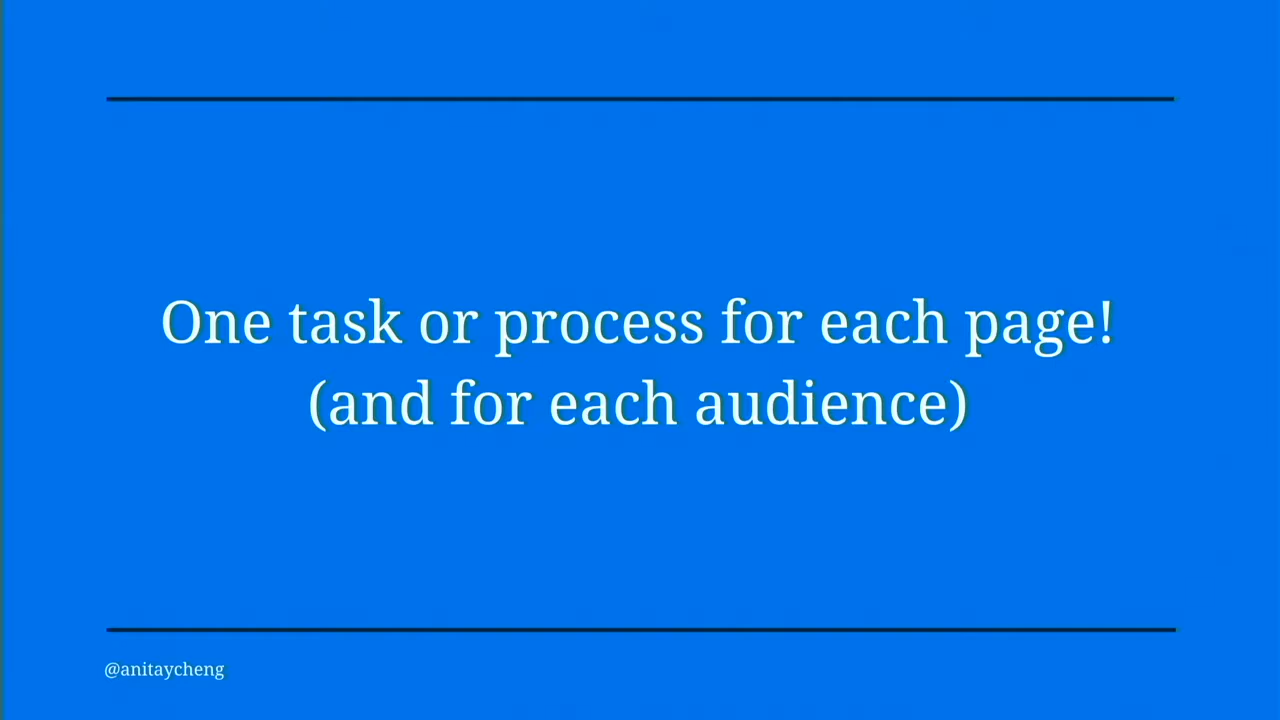 One task or process for each page!
(and for each audience)
@anitaycheng